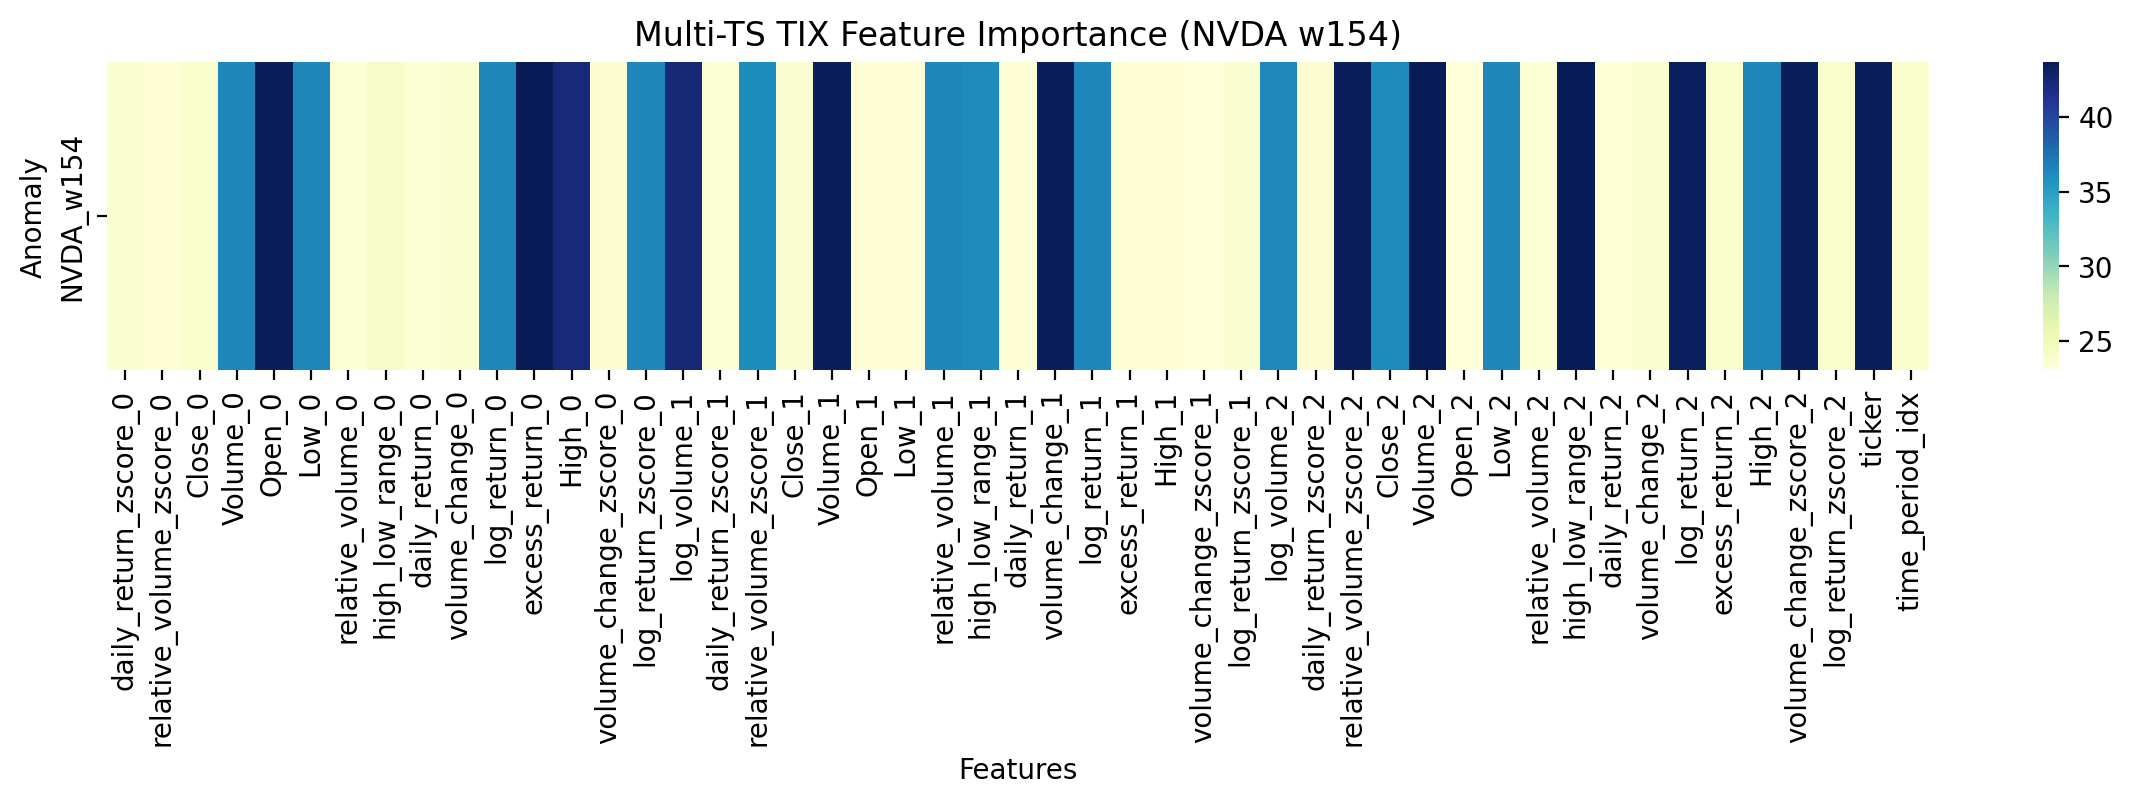 Multi-TS TIX Feature Importance (NVDA w154)
Anomaly
NVDA_w154
40
35
30
25
daily_return_zscore_0
relative_volume_zscore_0
Close_0
Volume_0
Open_0
Low_0
relative_volume_0
high_low_range_0
daily_return_0
volume_change_0
log_return_0
excess_return_0
High_0
volume_change_zscore_0
log_return_zscore_0
log_volume_1
daily_return_zscore_1
relative_volume_zscore_1
Close_1
Volume_1
Open_1
Low_1
relative_volume_1
high_low_range_1
daily_return_1
volume_change_1
log_return_1
excess_return_1
High_1
volume_change_zscore_1
log_return_zscore_1
log_volume_2
daily_return_zscore_2
relative_volume_zscore_2
Close_2
Volume_2
Open_2
Low_2
relative_volume_2
high_low_range_2
daily_return_2
volume_change_2
log_return_2
excess_return_2
High_2
volume_change_zscore_2
log_return_zscore_2
ticker
time_period_idx
Features